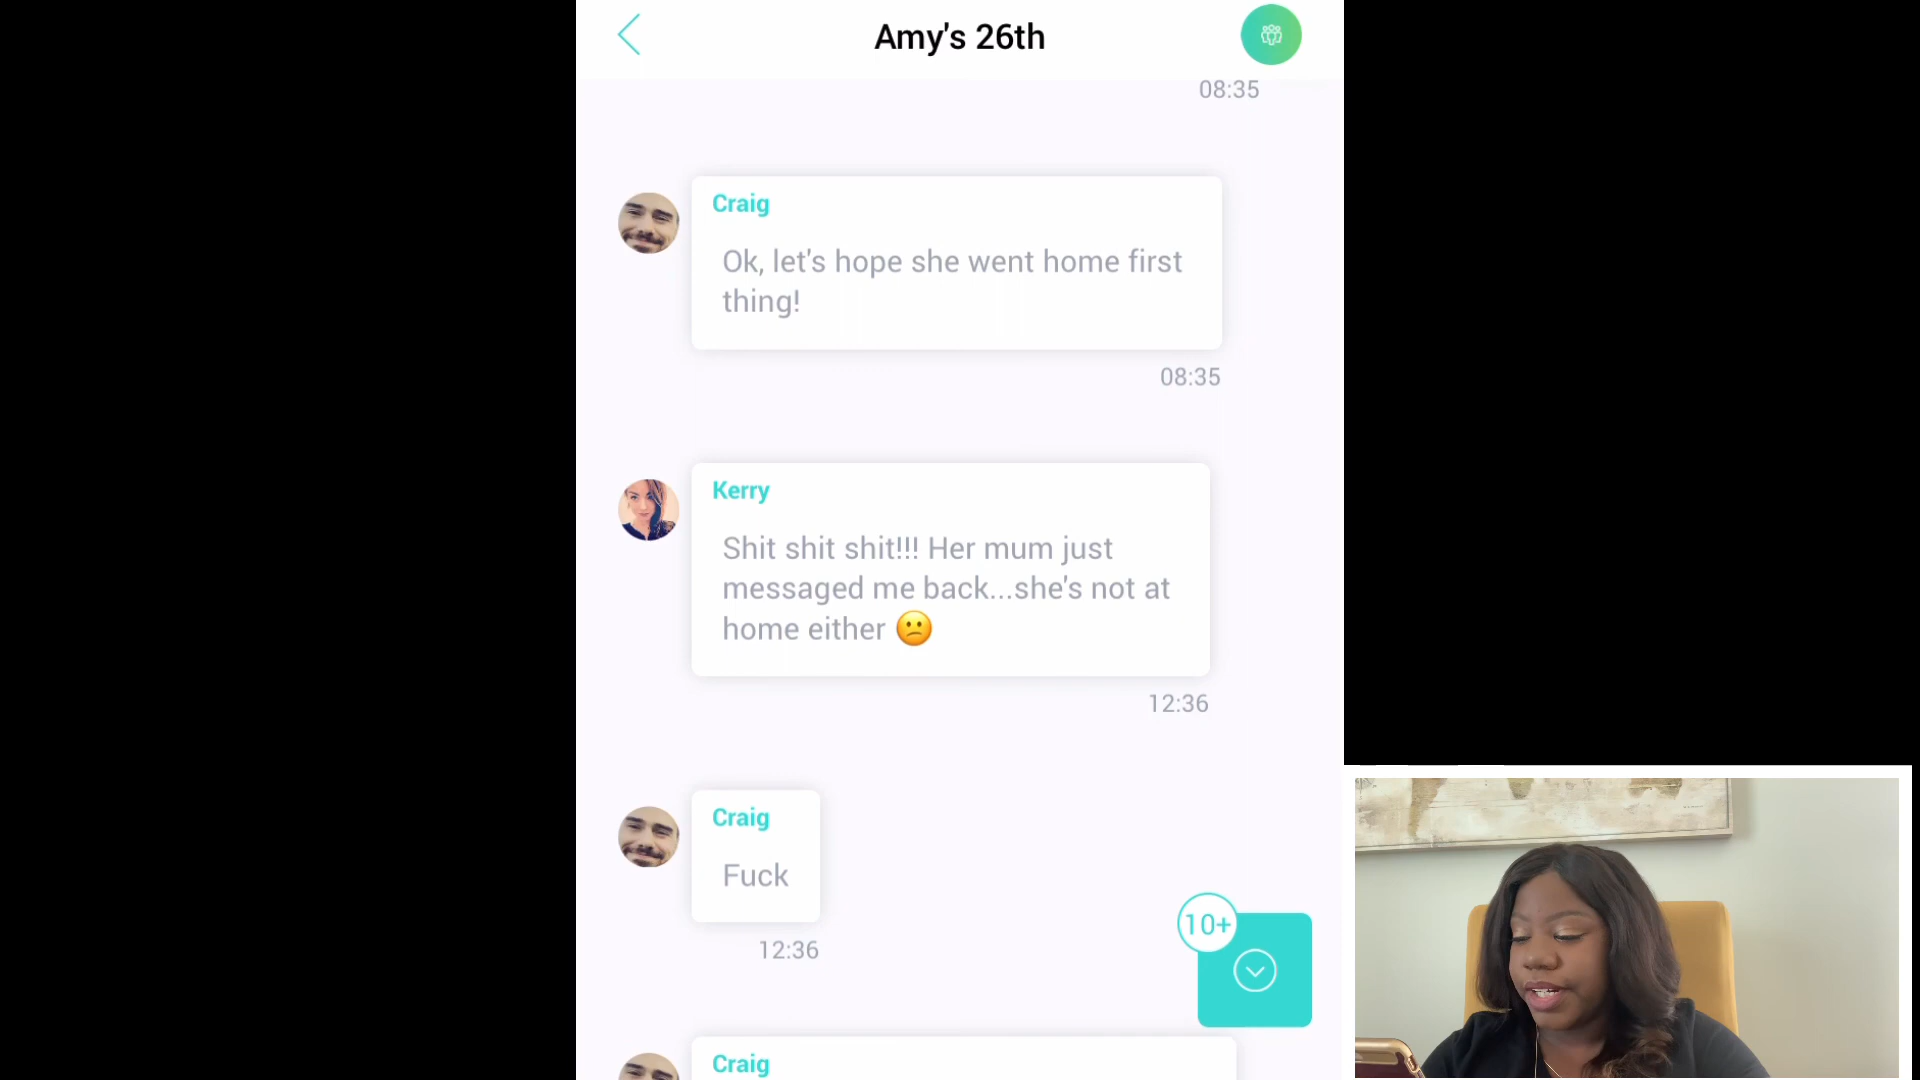 Amy's 26th
08:35
Craig
Ok, let's hope she went home first
thing!
08:35
Kerry
Shit shit shit!!! Her mum just
messaged me back...she's not at
home either 😕
12:36
Craig
Fuck
12:36
10+
Craig